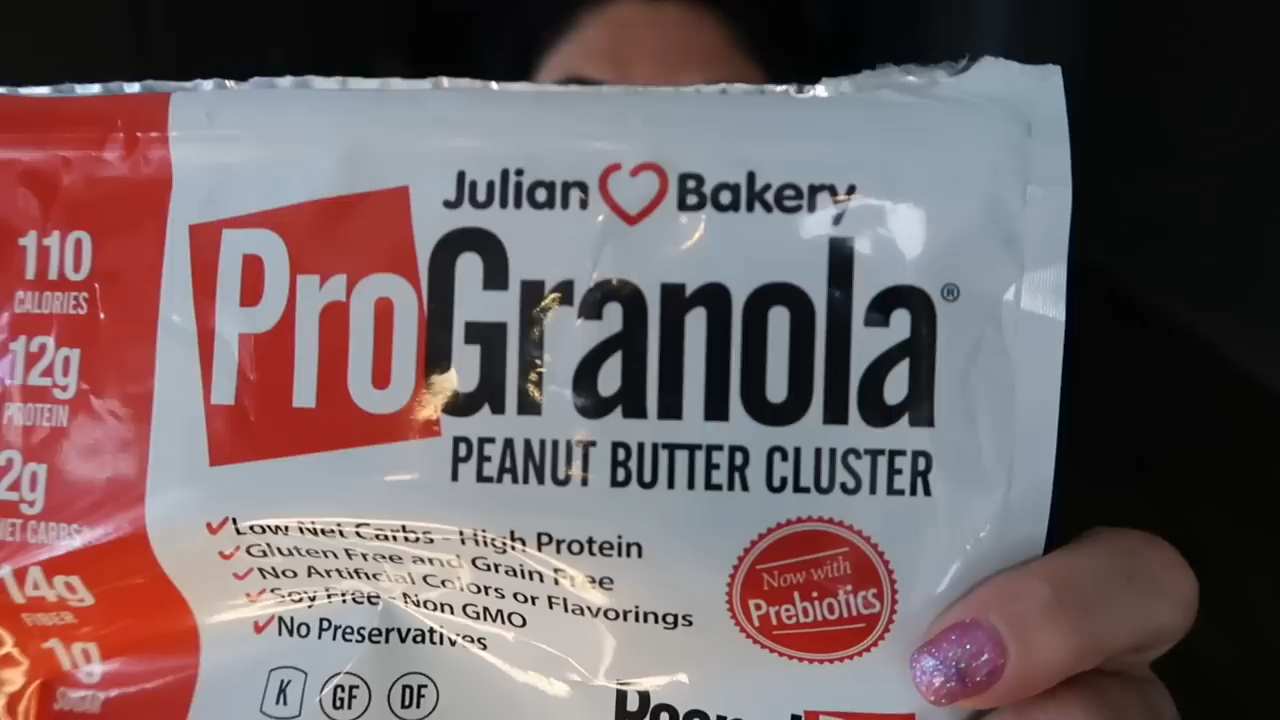 110
CALORIES
12g
PROTEIN
2g
NET CARBS
14g
FIBER
1g
SUGAR
Julian Bakery
ProGranola®
PEANUT BUTTER CLUSTER
Low Net Carbs - High Protein
Gluten Free and Grain Free
No Artificial Colors or Flavorings
Soy Free - Non GMO
No Preservatives
Now with
Prebiotics
K GF DF